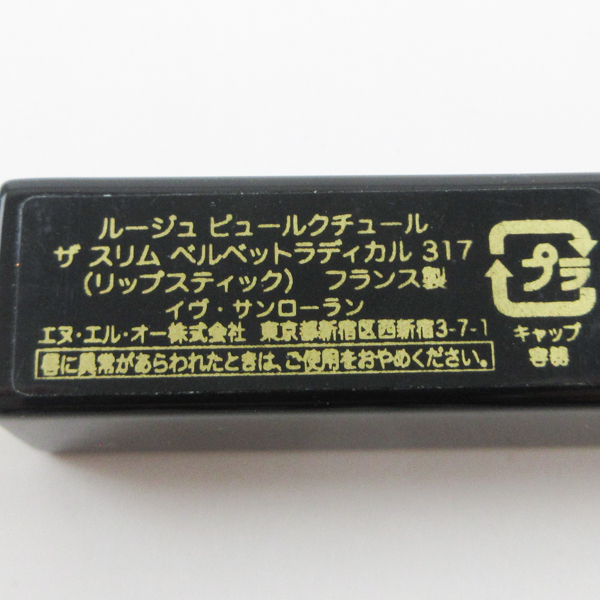 ルージュ ピュールクチュール
ザ スリム ベルベットラディカル 317
(リップスティック) フランス製
イヴ・サンローラン
エヌ・エル・オー株式会社 東京都新宿区西新宿3-7-1
唇に異常があらわれたときは、ご使用をおやめください。
プラ
キャップ
容器